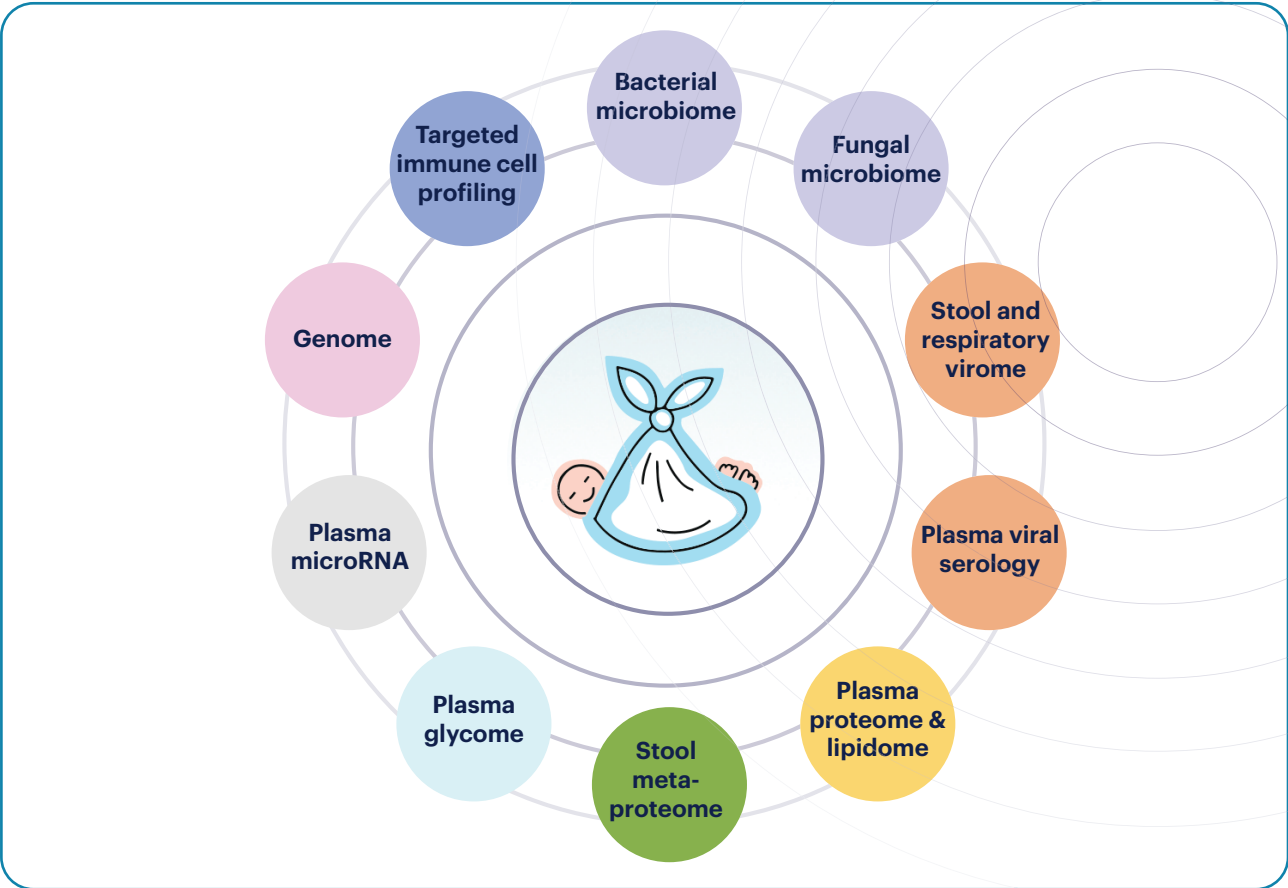 Bacterial
microbiome
Fungal
microbiome
Stool and
respiratory
virome
Plasma viral
serology
Plasma
proteome &
lipidome
Stool
meta-
proteome
Plasma
glycome
Plasma
microRNA
Genome
Targeted
immune cell
profiling